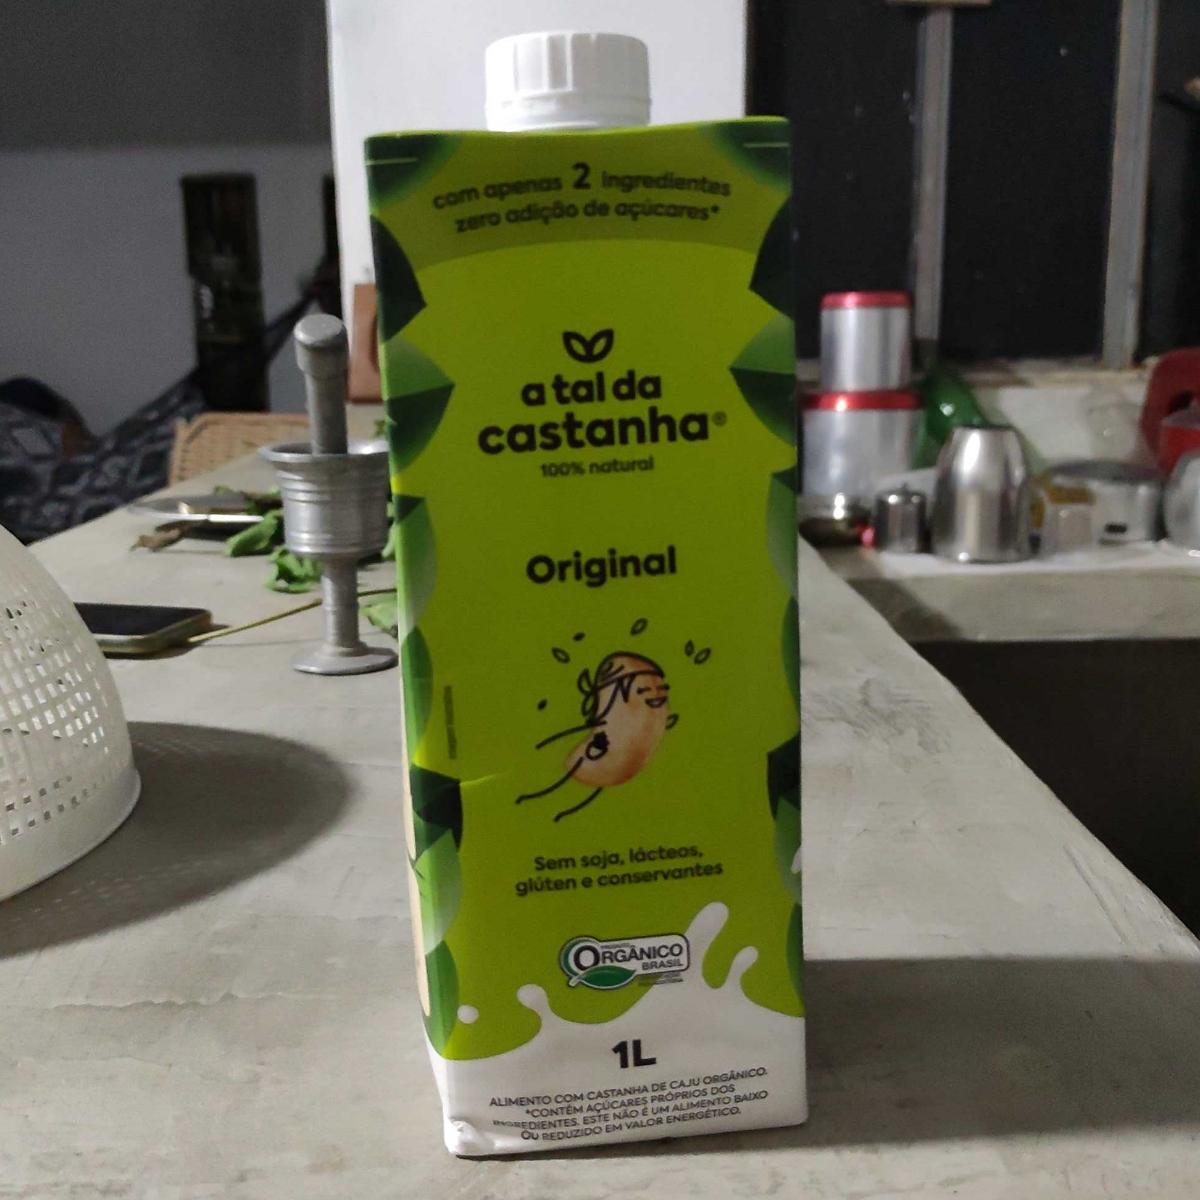 com apenas 2 ingredientes
zero adição de açúcares*
a tal da
castanha®
100% natural
Original
Sem soja, lácteos,
glúten e conservantes
PRODUTO
ORGÂNICO
BRASIL
1L
ALIMENTO COM CASTANHA DE CAJU ORGÂNICO.
*CONTÉM AÇÚCARES PRÓPRIOS DOS
INGREDIENTES. ESTE NÃO É UM ALIMENTO BAIXO
OU REDUZIDO EM VALOR ENERGÉTICO.